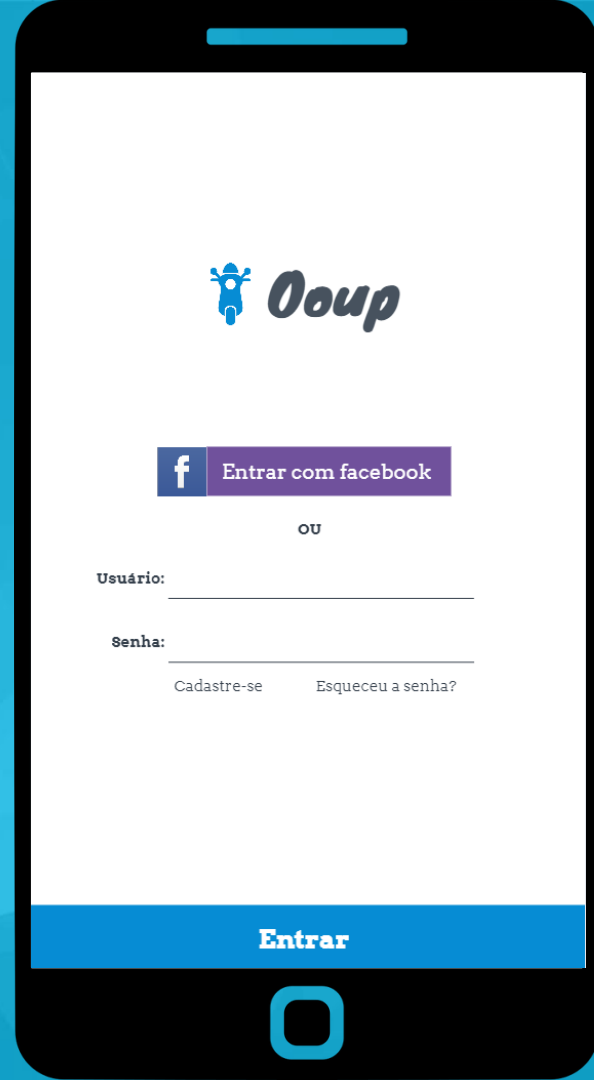 Ooup
f Entrar com facebook
OU
Usuário:
Senha:
Cadastre-se Esqueceu a senha?
Entrar